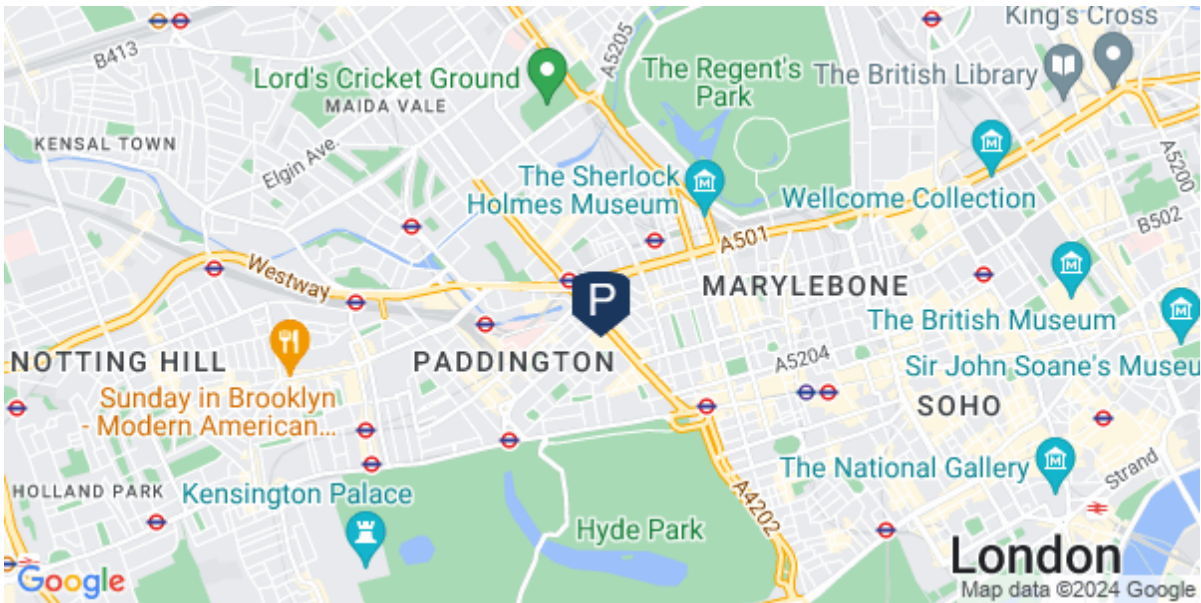 King's Cross
B413
A5205
Lord's Cricket Ground
The Regent's
Park
The British Library
MAIDA VALE
KENSAL TOWN
Elgin Ave.
A5200
The Sherlock
Holmes Museum
Wellcome Collection
B502
A501
Westway
MARYLEBONE
P
The British Museum
NOTTING HILL
PADDINGTON
A5204
Sir John Soane's Museu
Sunday in Brooklyn
- Modern American...
SOHO
The National Gallery
Strand
HOLLAND PARK
Kensington Palace
A4202
Hyde Park
London
Google
Map data ©2024 Google